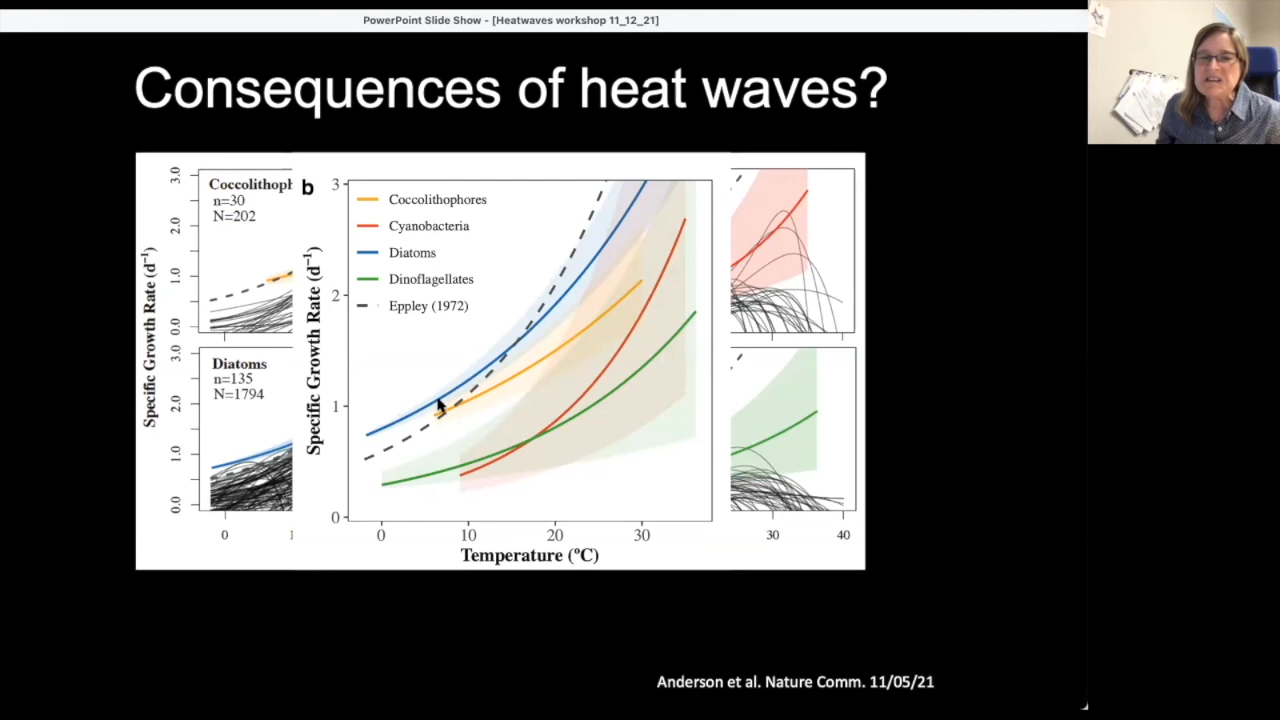 PowerPoint Slide Show - [Heatwaves workshop 11_12_21]
Consequences of heat waves?
Coccolitho
n=30
N=202
3.0
2.0
1.0
0.0
Specific Growth Rate (d⁻¹)
Diatoms
n=135
N=1794
3.0
2.0
1.0
0.0
0
b
Coccolithophores
Cyanobacteria
Diatoms
Dinoflagellates
Eppley (1972)
3
2
1
0
Specific Growth Rate (d⁻¹)
0 10 20 30
Temperature (ºC)
30 40
Anderson et al. Nature Comm. 11/05/21